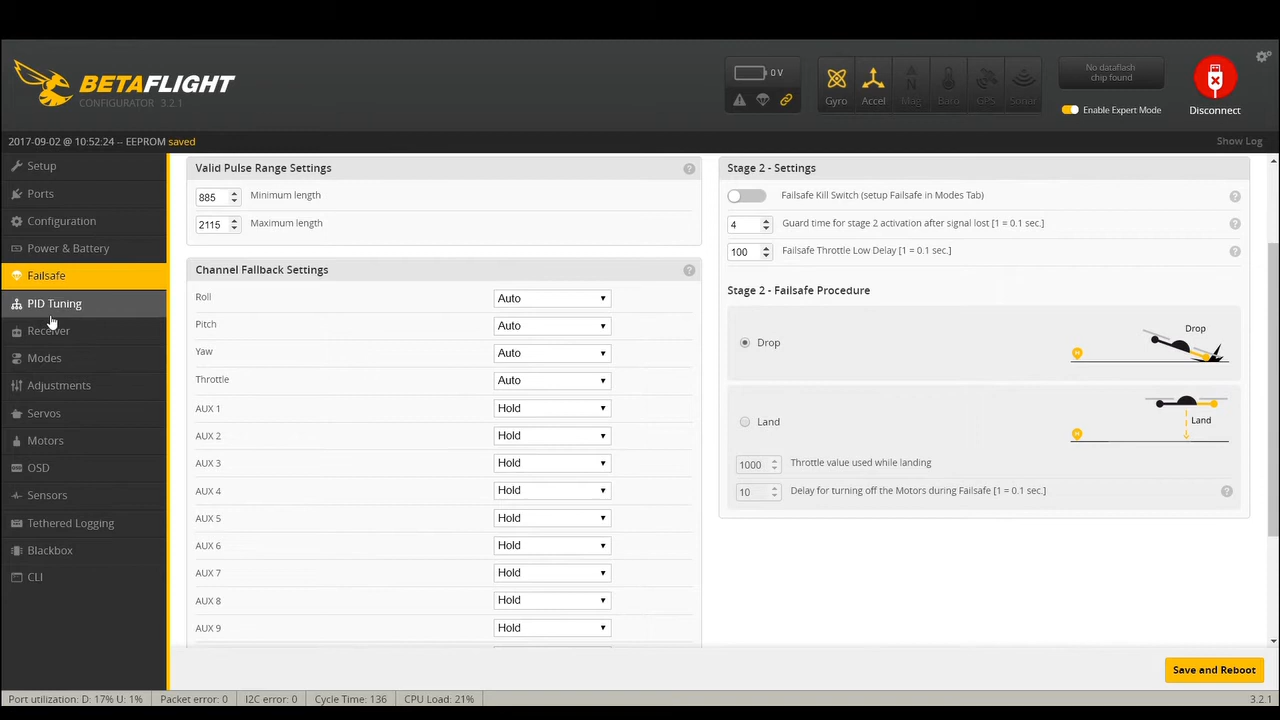 BETAFLIGHT
CONFIGURATOR 3.2.1
0 V
Gyro
Accel
Mag
Baro
GPS
Sonar
No dataflash
chip found
Enable Expert Mode
Disconnect
2017-09-02 @ 10:52:24 -- EEPROM saved
Show Log
Setup
Ports
Configuration
Power & Battery
Failsafe
PID Tuning
Receiver
Modes
Adjustments
Servos
Motors
OSD
Sensors
Tethered Logging
Blackbox
CLI
Valid Pulse Range Settings
885 Minimum length
2115 Maximum length
Channel Fallback Settings
Roll Auto
Pitch Auto
Yaw Auto
Throttle Auto
AUX 1 Hold
AUX 2 Hold
AUX 3 Hold
AUX 4 Hold
AUX 5 Hold
AUX 6 Hold
AUX 7 Hold
AUX 8 Hold
AUX 9 Hold
Stage 2 - Settings
Failsafe Kill Switch (setup Failsafe in Modes Tab)
4 Guard time for stage 2 activation after signal lost [1 = 0.1 sec.]
100 Failsafe Throttle Low Delay [1 = 0.1 sec.]
Stage 2 - Failsafe Procedure
Drop
Drop
Land
Land
1000 Throttle value used while landing
10 Delay for turning off the Motors during Failsafe [1 = 0.1 sec.]
Save and Reboot
Port utilization: D: 17% U: 1% Packet error: 0 I2C error: 0 Cycle Time: 136 CPU Load: 21% 3.2.1